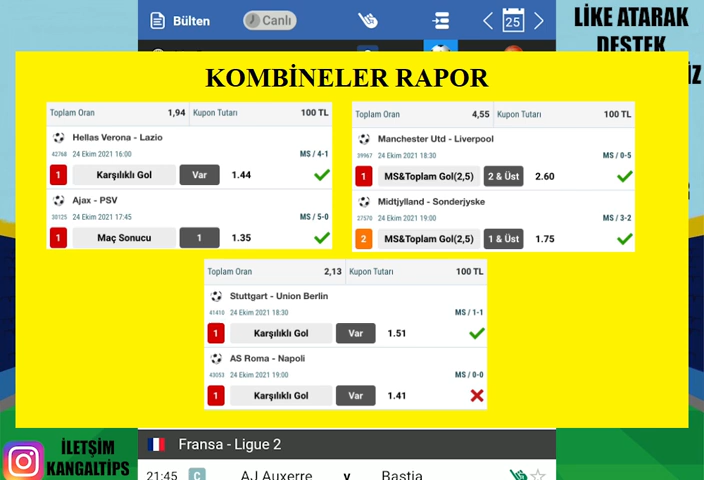 Bülten
Canlı
25
LİKE ATARAK
DESTEK
İZ
KOMBİNELER RAPOR
Toplam Oran 1,94 Kupon Tutarı 100 TL
Hellas Verona - Lazio
42768 24 Ekim 2021 16:00 MS / 4-1
1 Karşılıklı Gol Var 1.44
Ajax - PSV
30125 24 Ekim 2021 17:45 MS / 5-0
1 Maç Sonucu 1 1.35
Toplam Oran 4,55 Kupon Tutarı 100 TL
Manchester Utd - Liverpool
39967 24 Ekim 2021 18:30 MS / 0-5
1 MS&Toplam Gol(2,5) 2 & Üst 2.60
Midtjylland - Sonderjyske
27570 24 Ekim 2021 19:00 MS / 3-2
2 MS&Toplam Gol(2,5) 1 & Üst 1.75
Toplam Oran 2,13 Kupon Tutarı 100 TL
Stuttgart - Union Berlin
41410 24 Ekim 2021 18:30 MS / 1-1
1 Karşılıklı Gol Var 1.51
AS Roma - Napoli
43053 24 Ekim 2021 19:00 MS / 0-0
1 Karşılıklı Gol Var 1.41
İLETŞİM
KANGALTİPS
Fransa - Ligue 2
21:45 C AJ Auxerre v Bastia